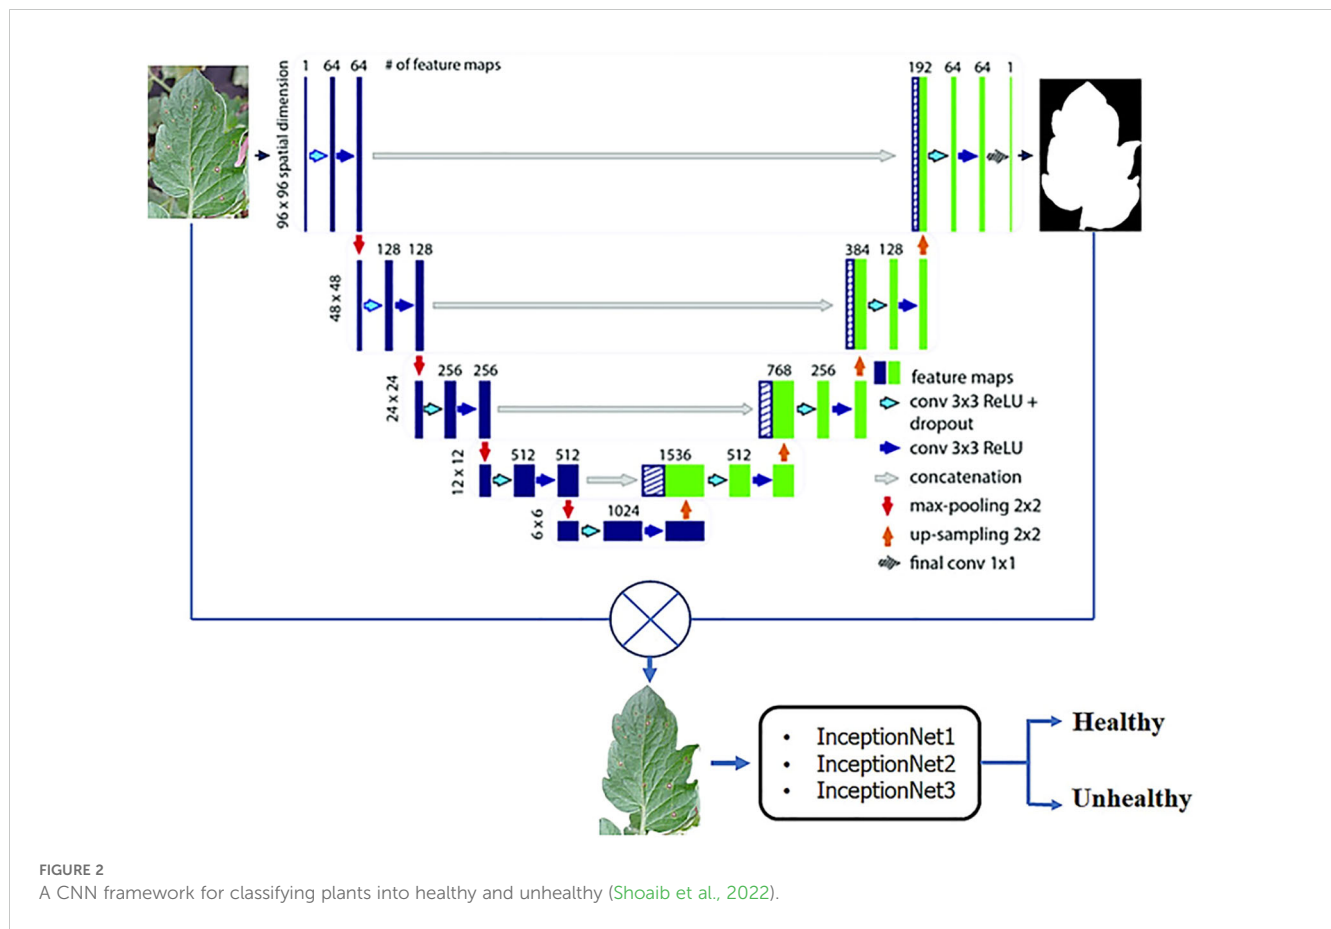 1 64 64 # of feature maps
192 64 64 1
96 x 96 spatial dimension
128 128
384 128
48 x 48
256 256
768 256
24 x 24
512 512
1536 512
12 x 12
1024
6 x 6
feature maps
conv 3x3 ReLU +
dropout
conv 3x3 ReLU
concatenation
max-pooling 2x2
up-sampling 2x2
final conv 1x1
• InceptionNet1
• InceptionNet2
• InceptionNet3
Healthy
Unhealthy
FIGURE 2
A CNN framework for classifying plants into healthy and unhealthy (Shoaib et al., 2022).